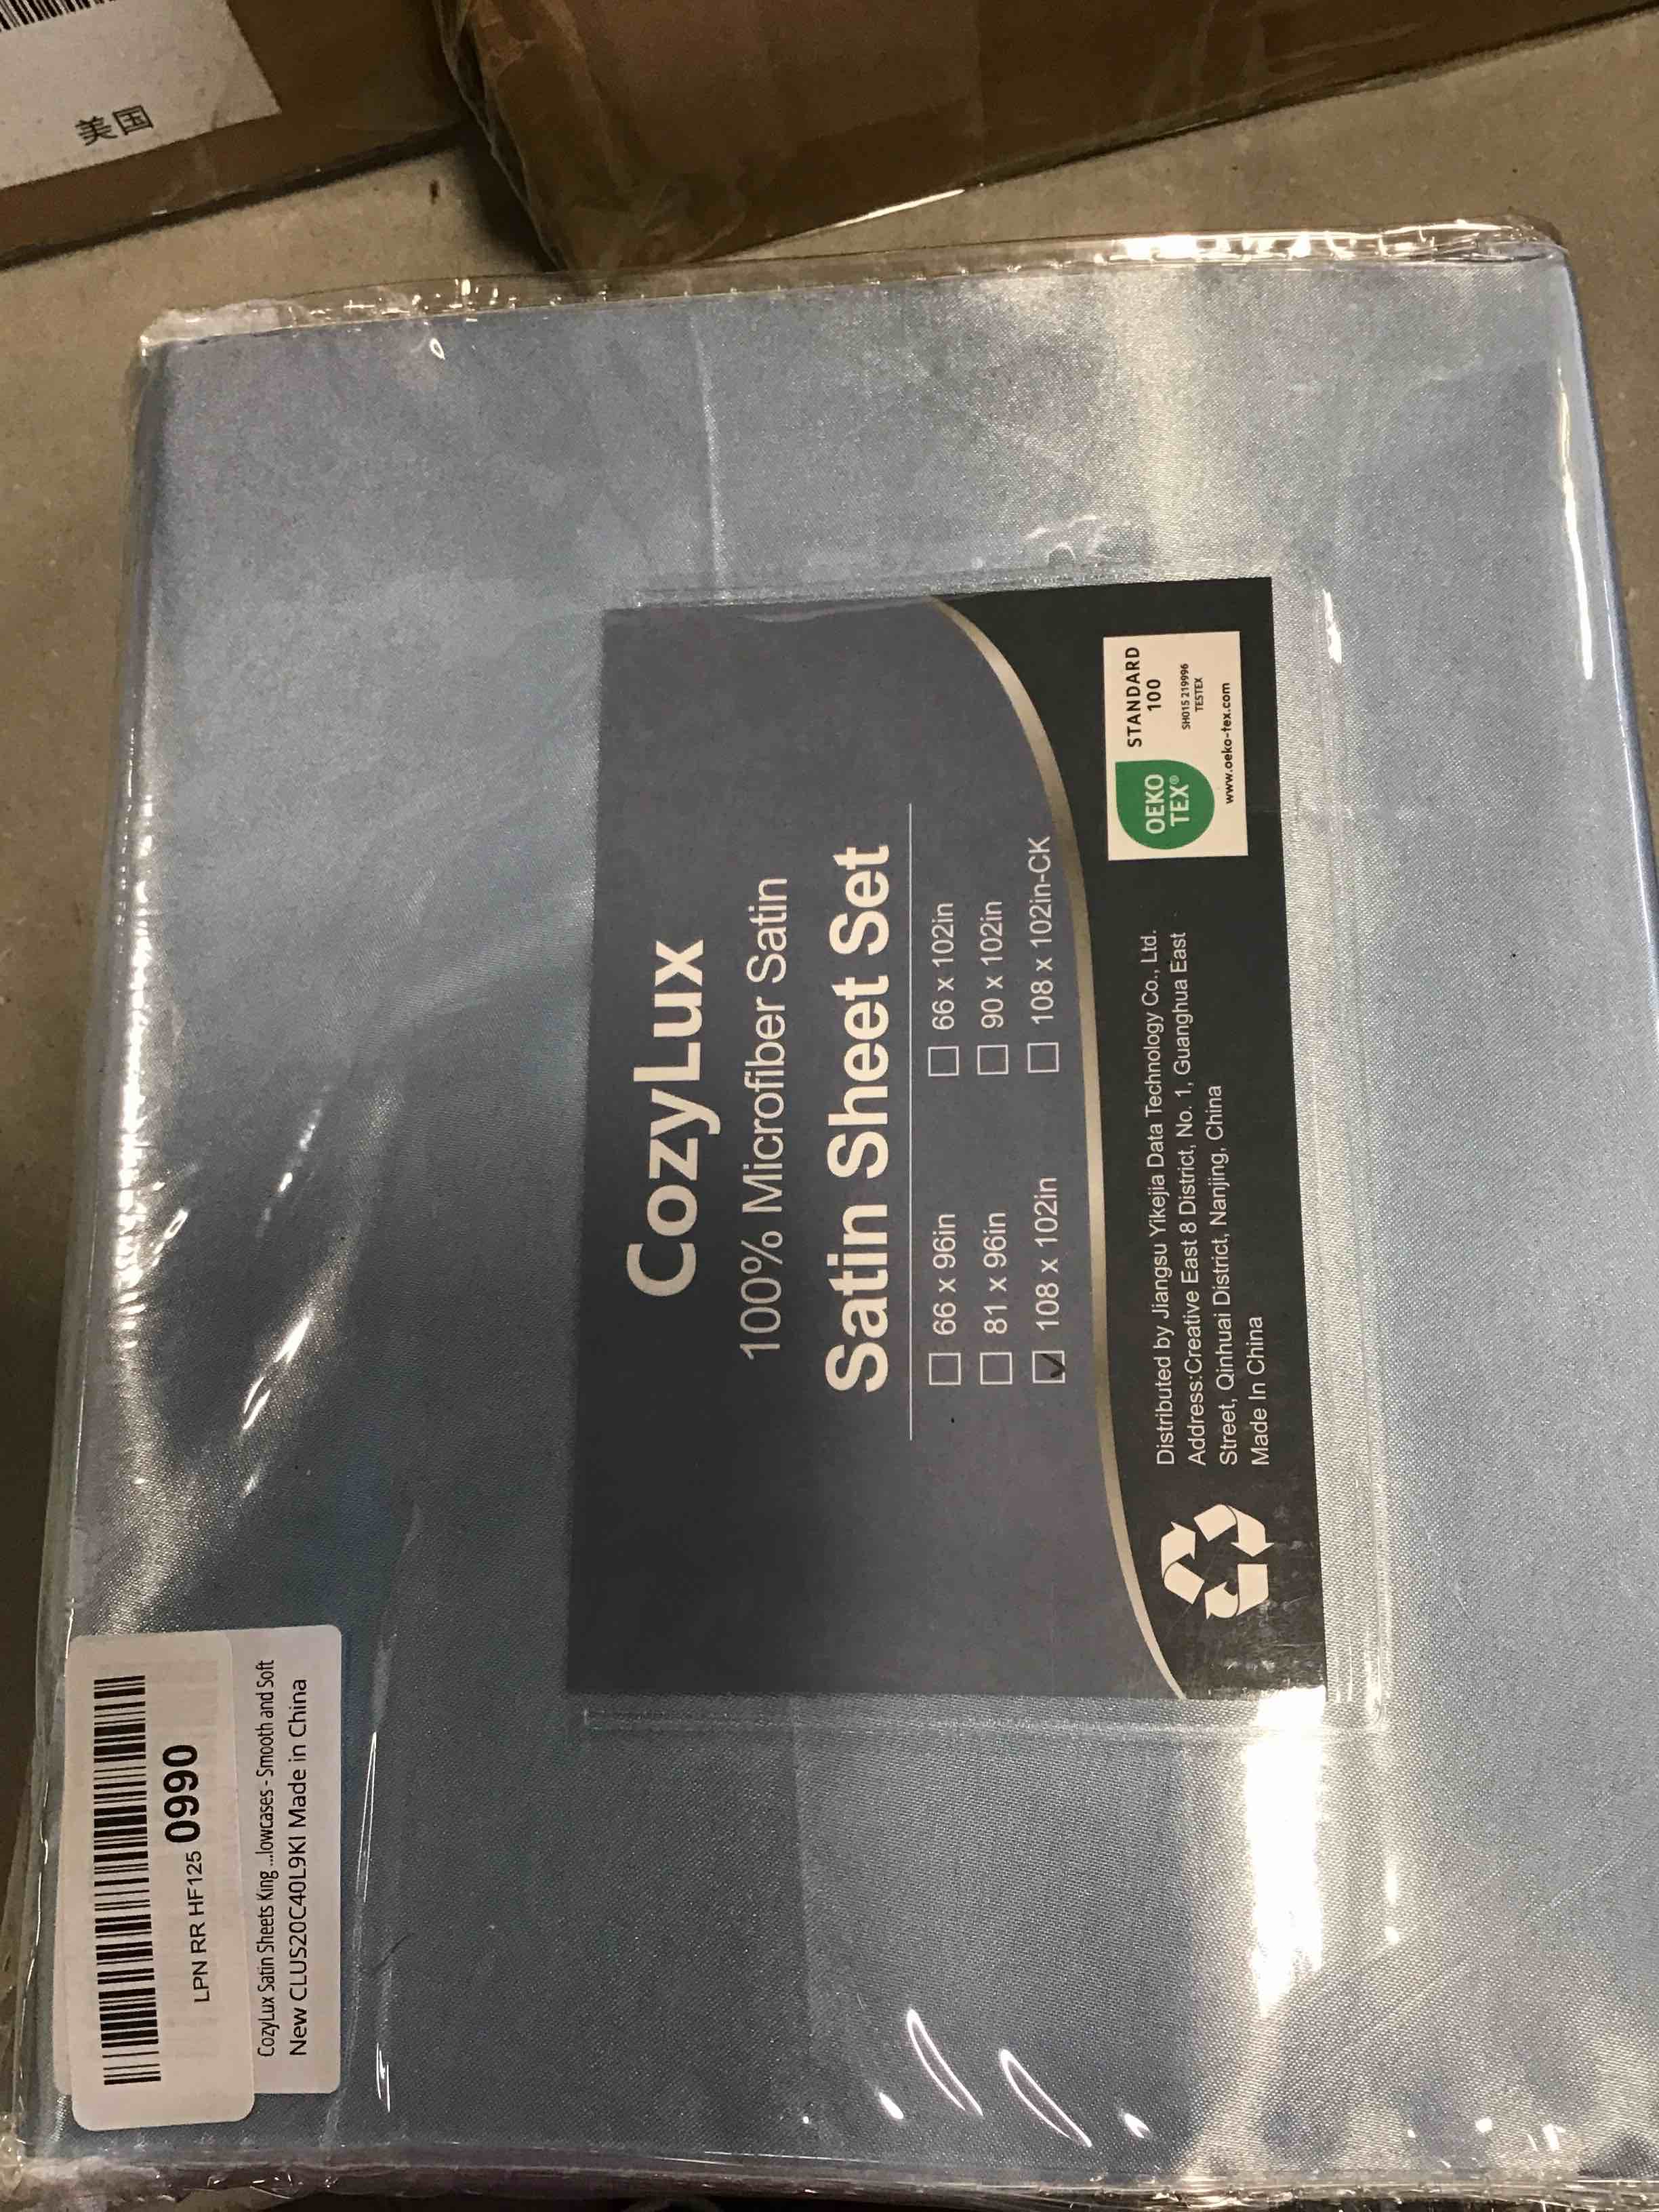 美国
CozyLux
100% Microfiber Satin
Satin Sheet Set
☐ 66 x 96in ☐ 66 x 102in
☐ 81 x 96in ☐ 90 x 102in
☑ 108 x 102in ☐ 108 x 102in-CK
Distributed by Jiangsu Yikejia Data Technology Co., Ltd.
Address:Creative East 8 District, No. 1, Guanghua East
Street, Qinhuai District, Nanjing, China
Made In China
OEKO
TEX®
STANDARD
100
SH015 219996
TESTEX
www.oeko-tex.com
LPN RR HF125 0990
CozyLux Satin Sheets King ...lowcases - Smooth and Soft
New CLUS20C40L9KI Made in China